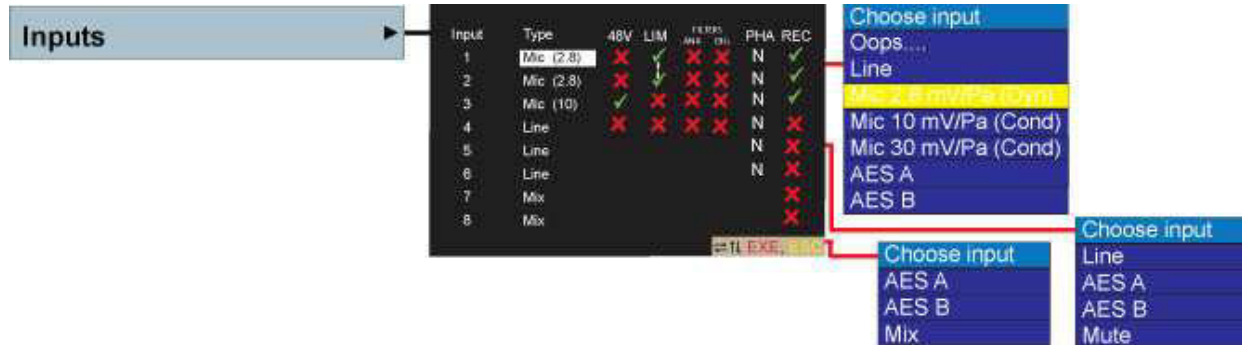 Inputs
Input Type 48V LIM FILTERS PHA REC
ANA DIG
1 Mic (2.8) N
2 Mic (2.8) N
3 Mic (10) N
4 Line N
5 Line N
6 Line N
7 Mix
8 Mix
EXE
Choose input
Oops....
Line
Mic 2.8 mV/Pa (Dyn)
Mic 10 mV/Pa (Cond)
Mic 30 mV/Pa (Cond)
AES A
AES B
Choose input
AES A
AES B
Mix
Choose input
Line
AES A
AES B
Mute